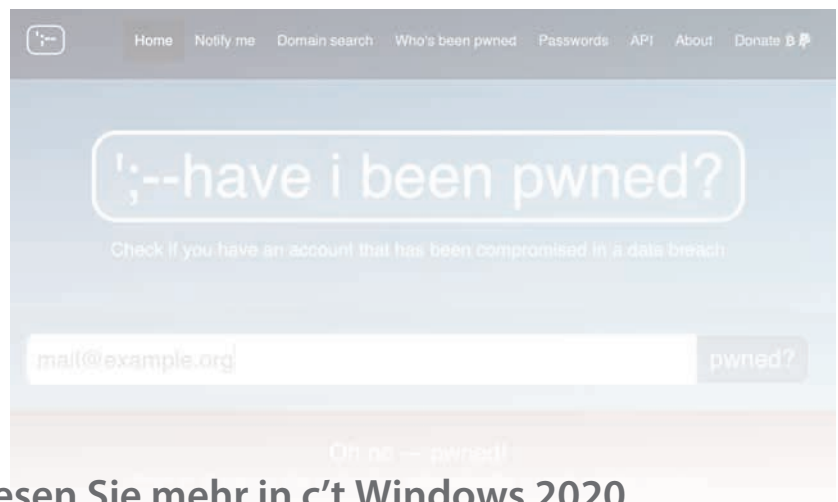 ';--
Home Notify me Domain search Who's been pwned Passwords API About Donate
';--have i been pwned?
Check if you have an account that has been compromised in a data breach
mail@example.org pwned?
Oh no — pwned!
esen Sie mehr in c't Windows 2020